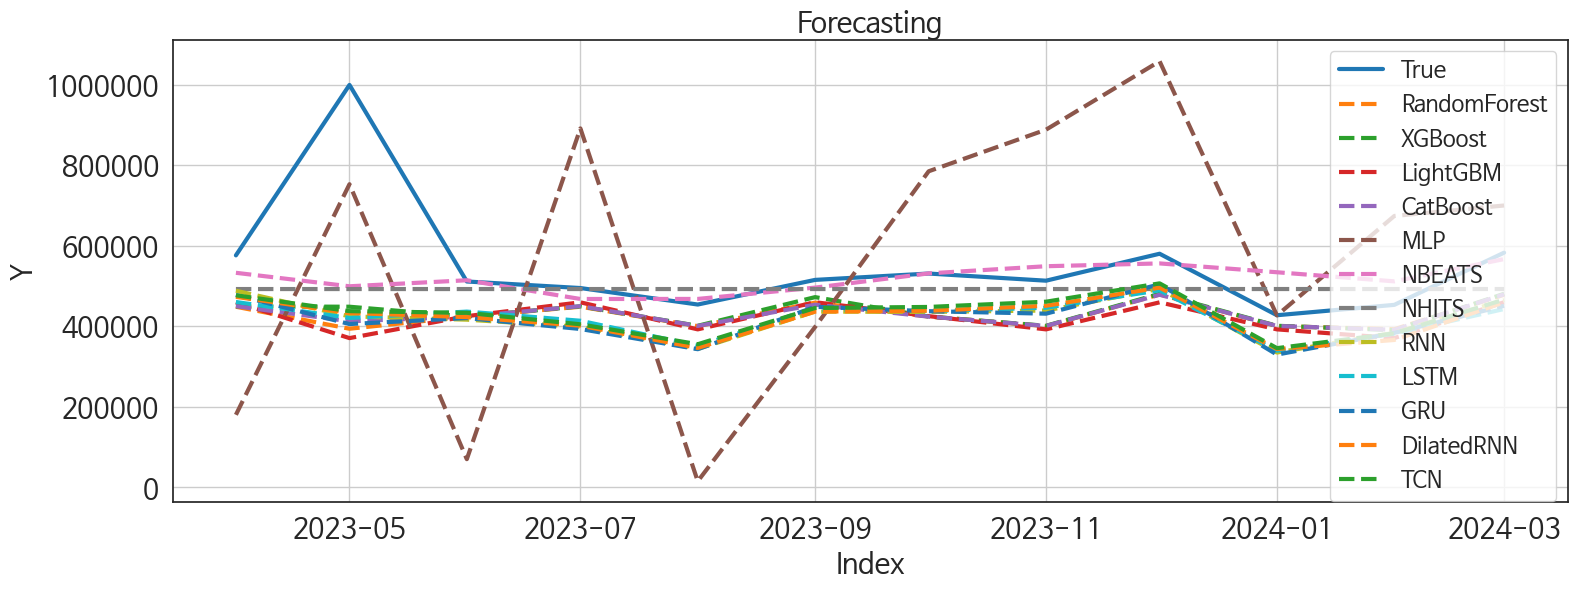 Forecasting
Y
1000000
800000
600000
400000
200000
0
2023-05
2023-07
2023-09
2023-11
2024-01
2024-03
Index
True
RandomForest
XGBoost
LightGBM
CatBoost
MLP
NBEATS
NHITS
RNN
LSTM
GRU
DilatedRNN
TCN